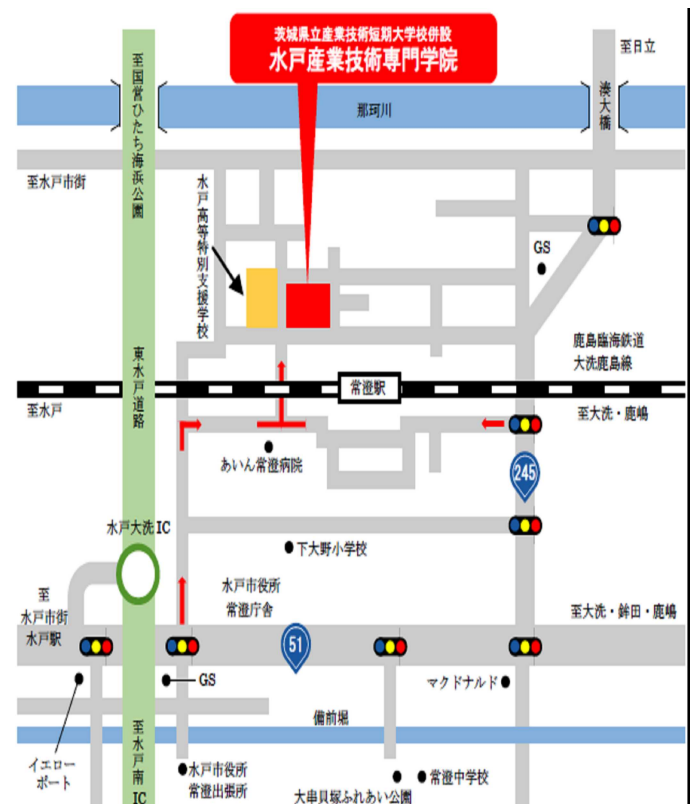 茨城県立産業技術短期大学校併設
水戸産業技術専門学院
至日立
至国営ひたち海浜公園
那珂川
湊大橋
至水戸市街
水戸高等特別支援学校
GS
東水戸道路
鹿島臨海鉄道
大洗鹿島線
常澄駅
至水戸
至大洗・鹿嶋
あいん常澄病院
245
水戸大洗IC
下大野小学校
至
水戸市街
水戸駅
水戸市役所
常澄庁舎
至大洗・鉾田・鹿嶋
51
GS
マクドナルド
備前堀
イエロー
ポート
至水戸南IC
水戸市役所
常澄出張所
常澄中学校
大串貝塚ふれあい公園